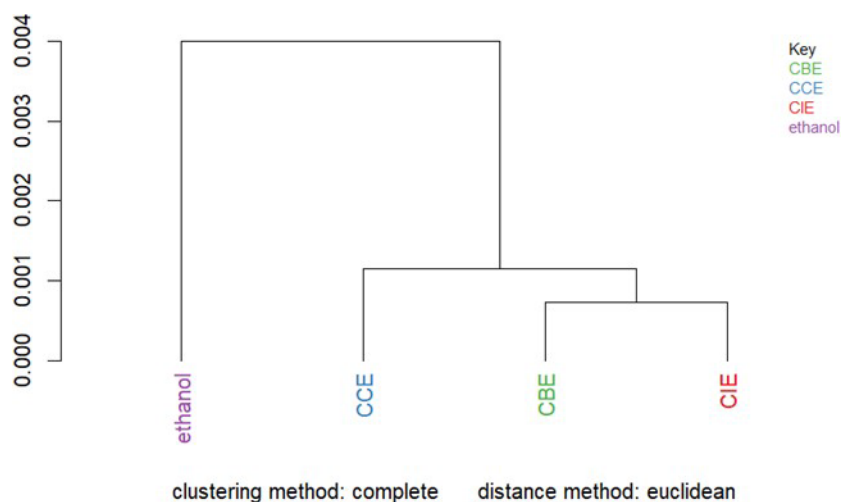 0.004
0.003
0.002
0.001
0.000
Key
CBE
CCE
CIE
ethanol
ethanol
CCE
CBE
CIE
clustering method: complete distance method: euclidean